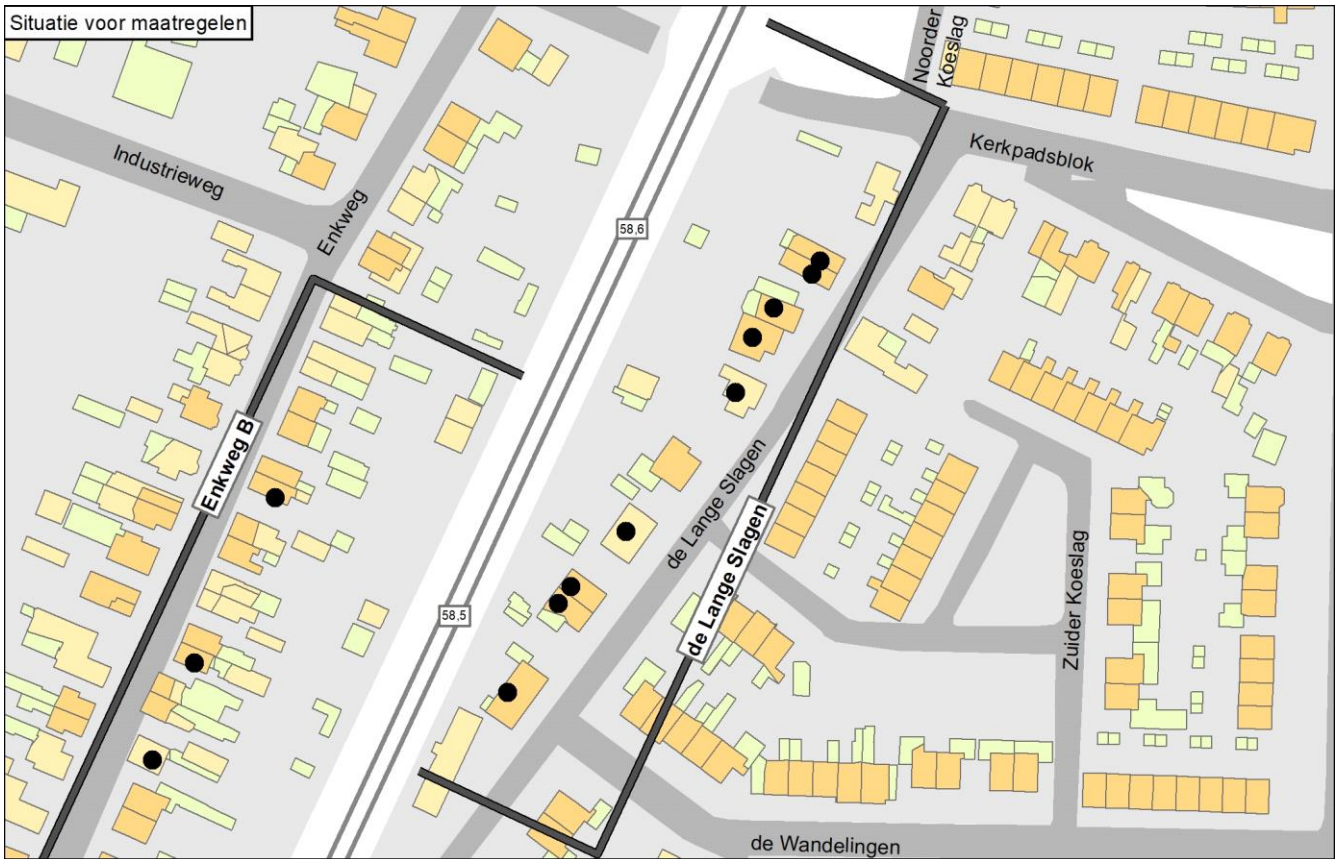 Situatie voor maatregelen
Noorder
Koeslag
Industrieweg
Kerkpadsblok
Enkweg
58,6
Enkweg B
de Lange Slagen
de Lange Slagen
58,5
Zuider Koeslag
de Wandelingen